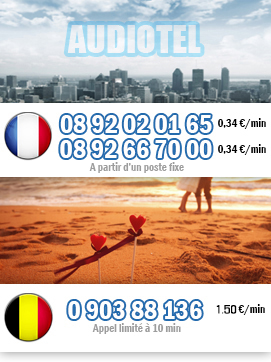 AUDIOTEL
08 92 02 01 65 0,34 €/min
08 92 66 70 00 0,34 €/min
A partir d'un poste fixe
0 903 88 136 1.50 €/min
Appel limité à 10 min